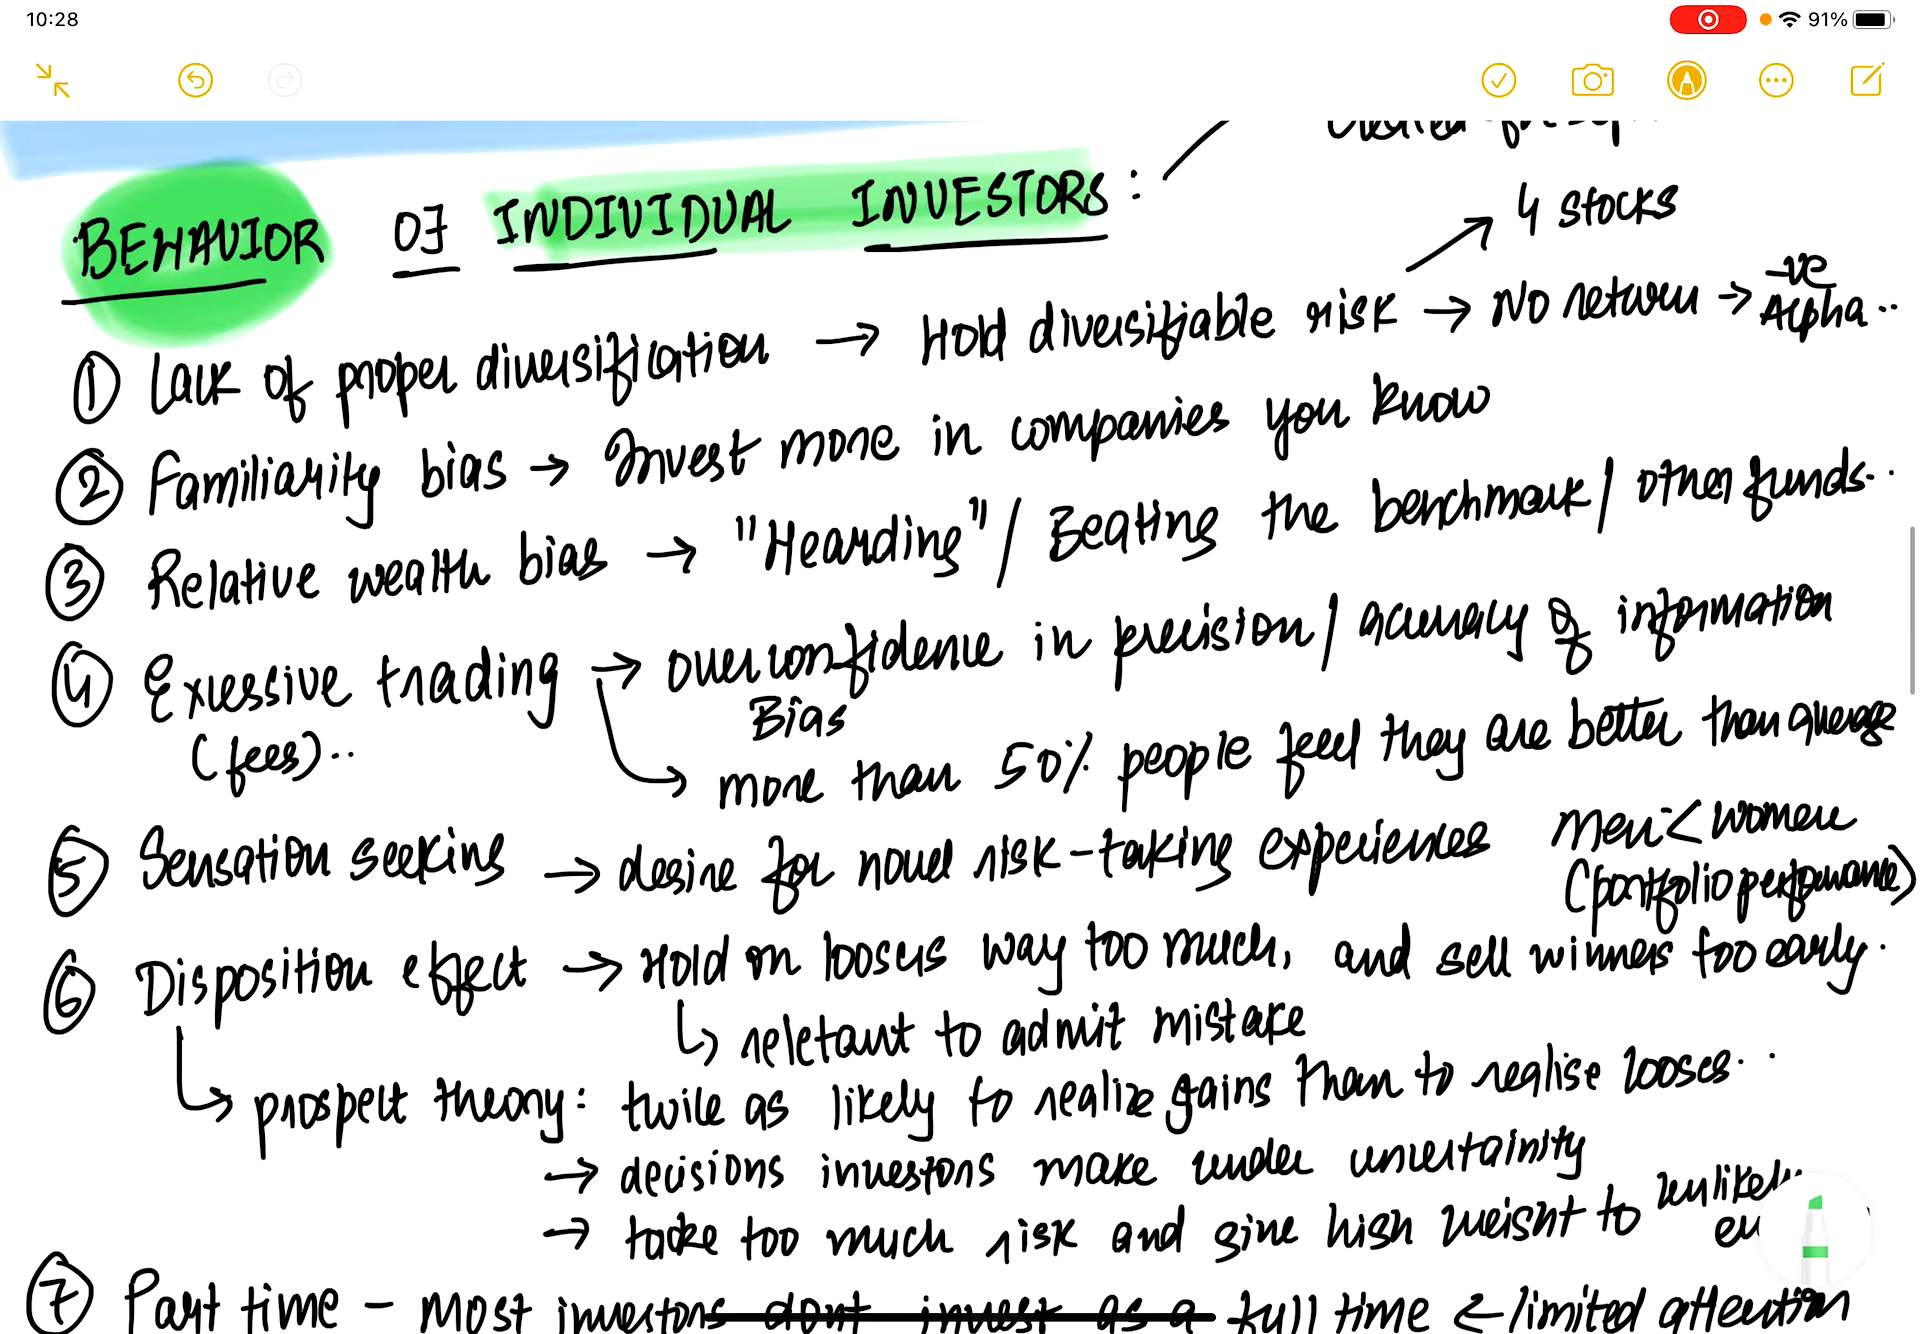 10:28
91%
4 stocks
BEHAVIOR OF INDIVIDUAL INVESTORS:
-ve
① Lack of proper diversification → Hold diversifiable risk → No return → Alpha..
② Familiarity bias → Invest more in companies you know
③ Relative wealth bias → "Hearding" / Beating the benchmark / other funds..
④ Excessive trading → overconfidence in precision / accuracy of information
Bias
(fees)..
→ more than 50% people feel they are better than average
⑤ Sensation seeking → desire for novel risk-taking experiences Men < women
(portfolio performance)
⑥ Disposition effect → Hold on looses way too much, and sell winners too early.
↳ reletant to admit mistake
↳ prospect theory: twice as likely to realize gains than to realise looses..
→ decisions investors make under uncertainity
→ take too much risk and give high weight to unlikely
⑦ Part time - most investors dont invest as a full time ← limited attention